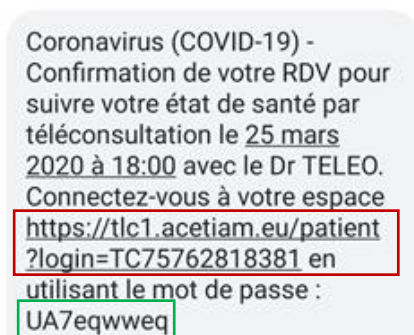 Coronavirus (COVID-19) -
Confirmation de votre RDV pour
suivre votre état de santé par
téléconsultation le 25 mars
2020 à 18:00 avec le Dr TELEO.
Connectez-vous à votre espace
https://tlc1.acetiam.eu/patient
?login=TC75762818381 en
utilisant le mot de passe :
UA7eqwweq